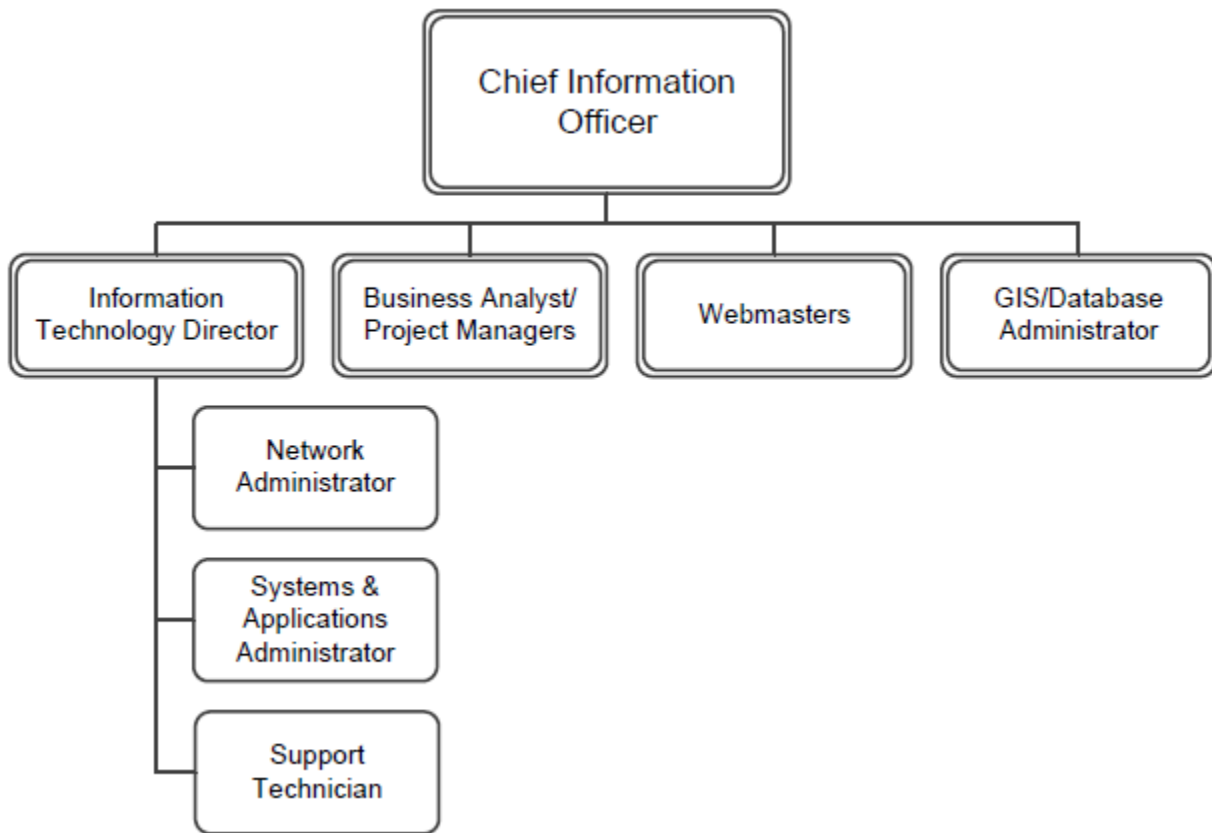 Chief Information
Officer
Information
Technology Director
Business Analyst/
Project Managers
Webmasters
GIS/Database
Administrator
Network
Administrator
Systems &
Applications
Administrator
Support
Technician